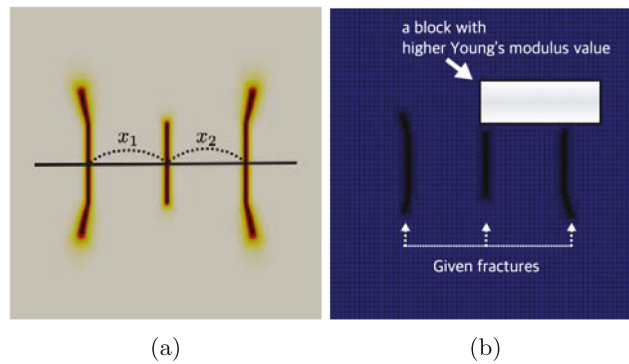 a block with
higher Young's modulus value
x₁ x₂
Given fractures
(a) (b)